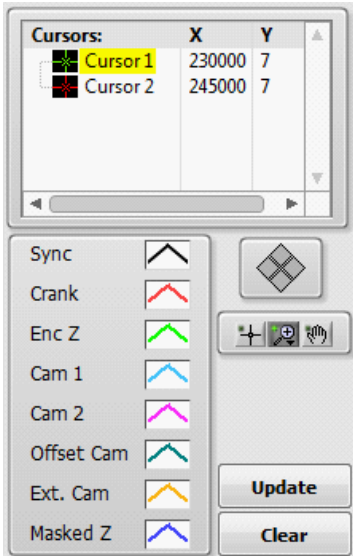 Cursors: X Y
Cursor 1 230000 7
Cursor 2 245000 7
Sync
Crank
Enc Z
Cam 1
Cam 2
Offset Cam
Ext. Cam
Masked Z
Update
Clear